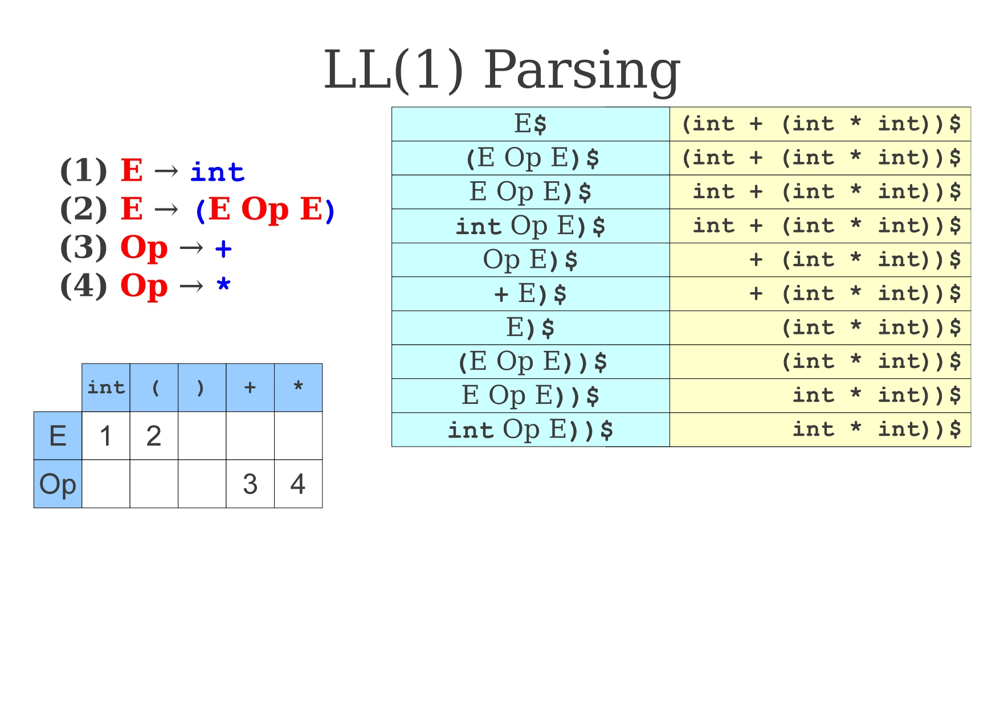 LL(1) Parsing
(1) E → int
(2) E → (E Op E)
(3) Op → +
(4) Op → *
int ( ) + *
E 1 2
Op 3 4
E$ (int + (int * int))$
(E Op E)$ (int + (int * int))$
E Op E)$ int + (int * int))$
int Op E)$ int + (int * int))$
Op E)$ + (int * int))$
+ E)$ + (int * int))$
E)$ (int * int))$
(E Op E))$ (int * int))$
E Op E))$ int * int))$
int Op E))$ int * int))$